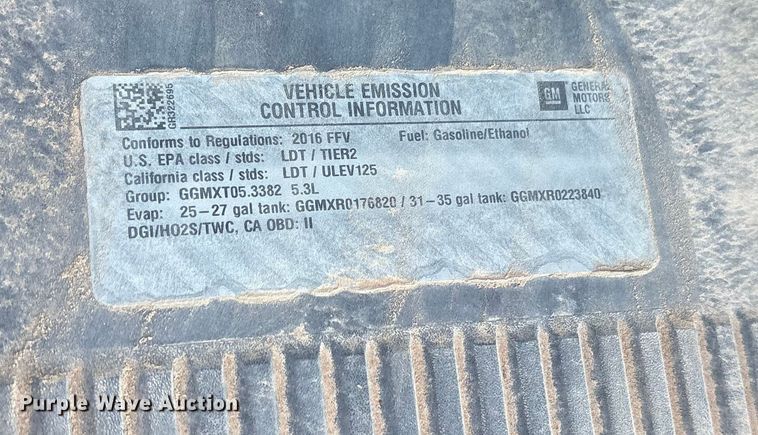 VEHICLE EMISSION
CONTROL INFORMATION
GM
GENERAL
MOTORS
LLC
Conforms to Regulations: 2016 FFV Fuel: Gasoline/Ethanol
U.S. EPA class / stds: LDT / TIER2
California class / stds: LDT / ULEV125
Group: GGMXT05.3382 5.3L
Evap: 25-27 gal tank: GGMXR0176820 / 31-35 gal tank: GGMXR0223840
DGI/HO2S/TWC, CA OBD: II
Purple Wave Auction